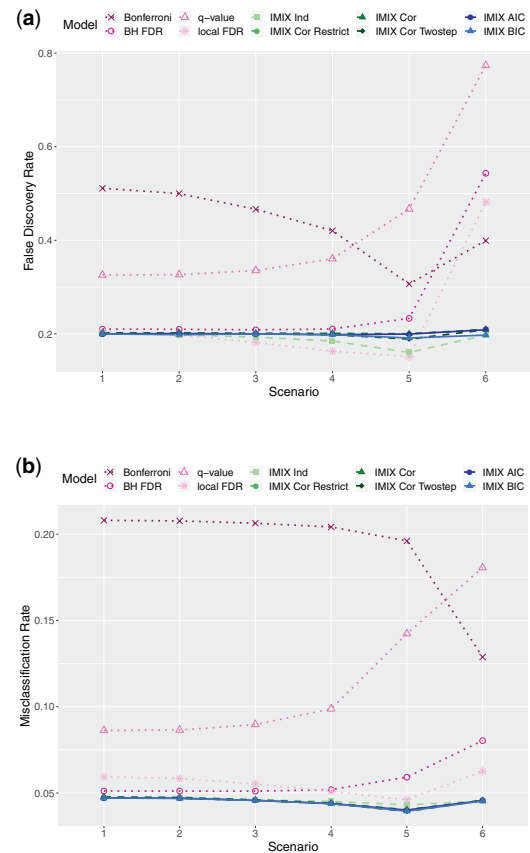 (a)
Model Bonferroni q−value IMIX Ind IMIX Cor IMIX AIC
BH FDR local FDR IMIX Cor Restrict IMIX Cor Twostep IMIX BIC
0.8
0.6
0.4
0.2
False Discovery Rate
1 2 3 4 5 6
Scenario
(b)
Model Bonferroni q−value IMIX Ind IMIX Cor IMIX AIC
BH FDR local FDR IMIX Cor Restrict IMIX Cor Twostep IMIX BIC
0.20
0.15
0.10
0.05
Misclassification Rate
1 2 3 4 5 6
Scenario